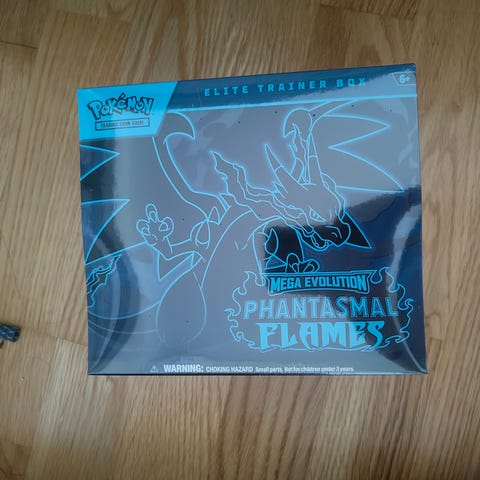 ELITE TRAINER BOX
6+
POKéMON
TRADING CARD GAME
MEGA EVOLUTION
PHANTASMAL
FLAMES
⚠ WARNING: CHOKING HAZARD Small parts. Not for children under 3 years.